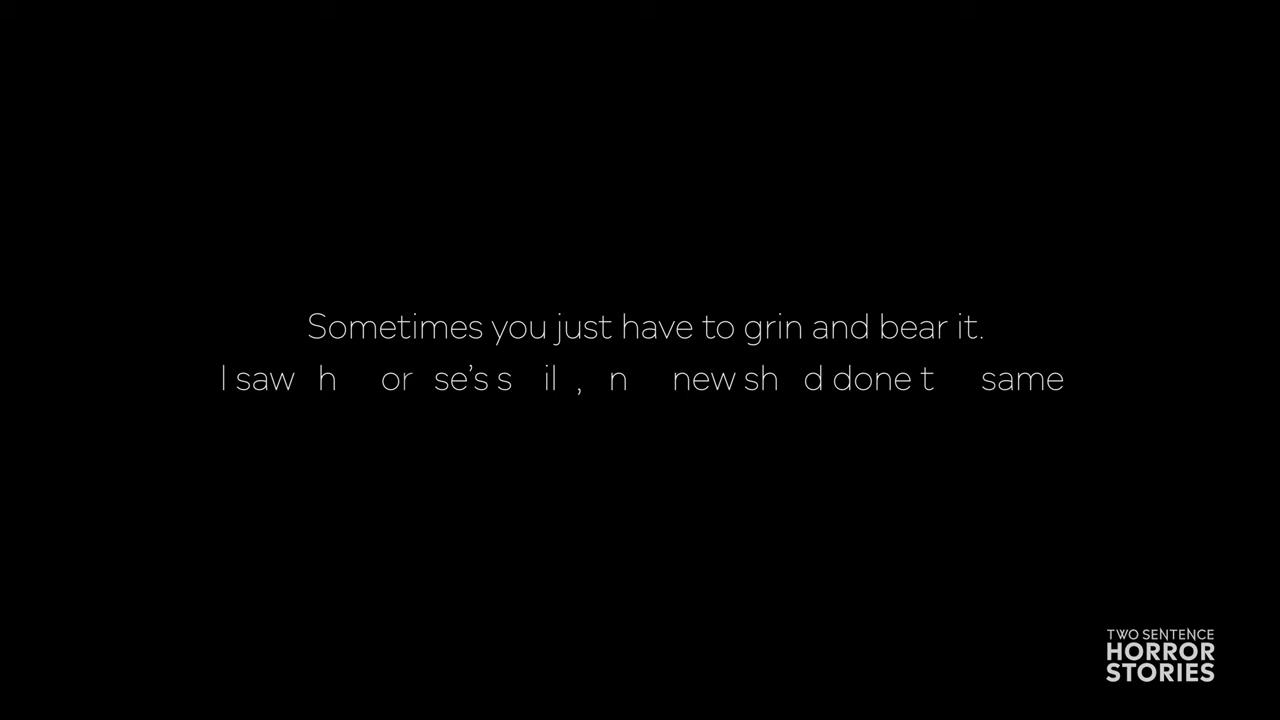 Sometimes you just have to grin and bear it.
I saw h or se's s il , n new sh d done t same
TWO SENTENCE
HORROR
STORIES